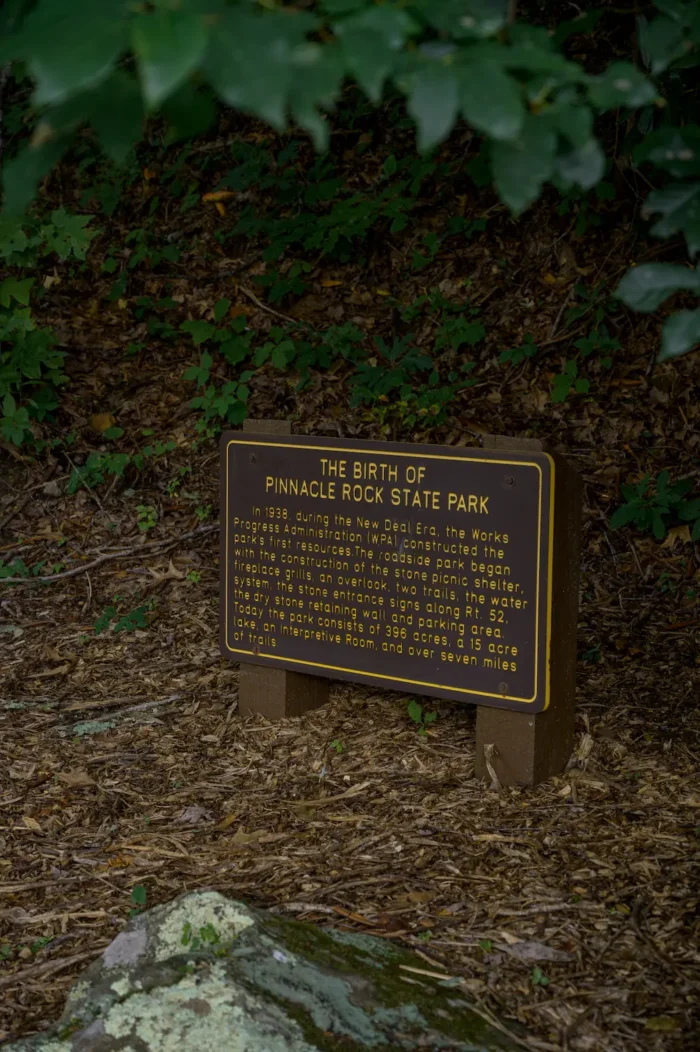 THE BIRTH OF
PINNACLE ROCK STATE PARK
In 1938, during the New Deal Era, the Works
Progress Administration (WPA) constructed the
park's first resources.The roadside park began
with the construction of the stone picnic shelter,
fireplace grills, an overlook, two trails, the water
system, the stone entrance signs along Rt. 52,
the dry stone retaining wall and parking area.
Today the park consists of 396 acres, a 15 acre
lake, an Interpretive Room, and over seven miles
of trails